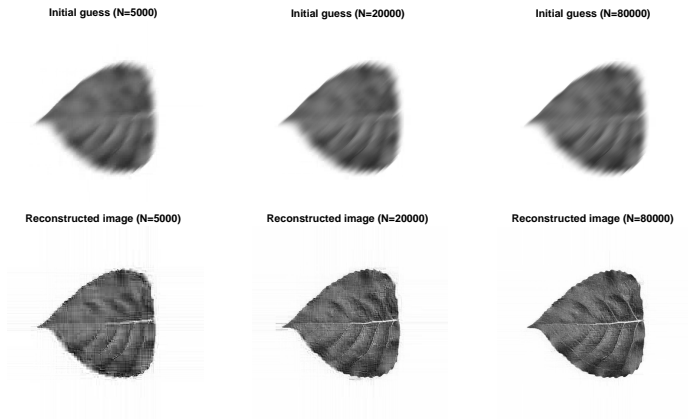 Initial guess (N=5000)
Initial guess (N=20000)
Initial guess (N=80000)
Reconstructed image (N=5000)
Reconstructed image (N=20000)
Reconstructed image (N=80000)